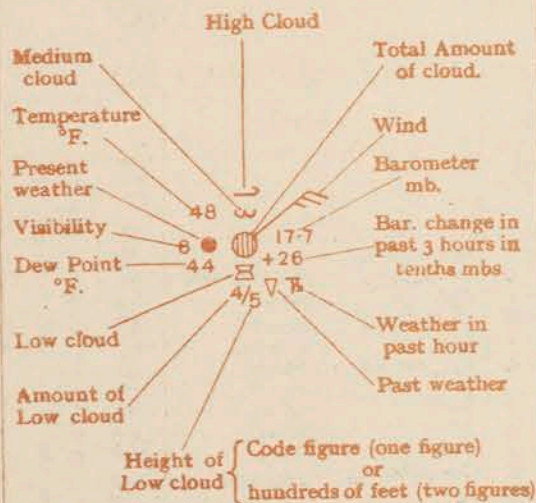 High Cloud
Medium
cloud
Total Amount
of cloud.
Temperature
°F.
Wind
Present
weather
Barometer
mb.
48
Visibility
8
17·7
Bar. change in
past 3 hours in
tenths mbs
+26
Dew Point
°F.
44
4/5
Low cloud
Weather in
past hour
Amount of
Low cloud
Past weather
Height of
Low cloud
Code figure (one figure)
or
hundreds of feet (two figures)